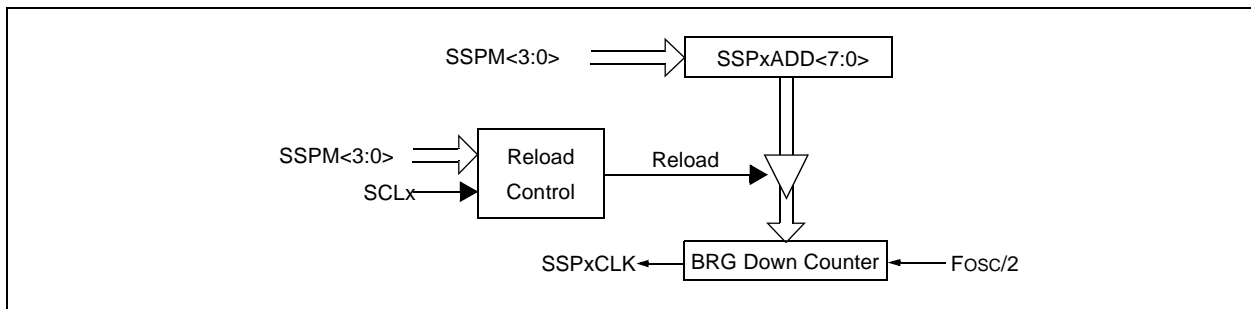 SSPM<3:0>
SSPxADD<7:0>
SSPM<3:0>
Reload
Control
Reload
SCLx
SSPxCLK
BRG Down Counter
FOSC/2